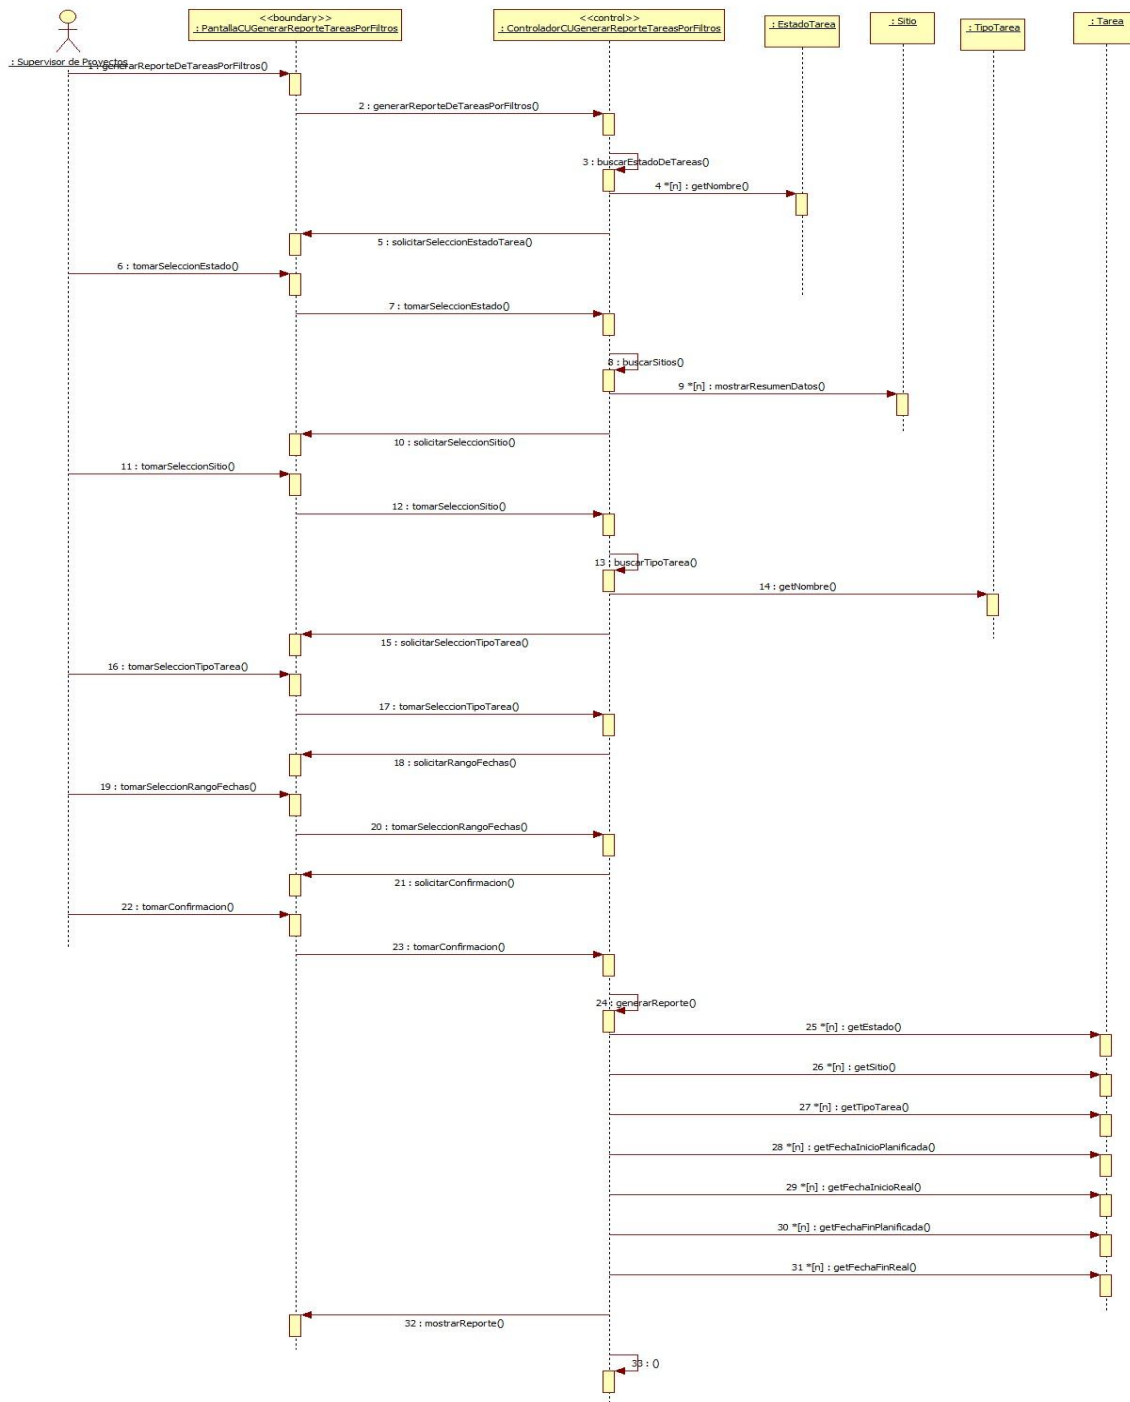 <<boundary>>
: PantallaCUGenerarReporteTareasPorFiltros
<<control>>
: ControladorCUGenerarReporteTareasPorFiltros
: EstadoTarea
: Sitio
: TipoTarea
: Tarea
: Supervisor de Proyectos
1 : generarReporteDeTareasPorFiltros()
2 : generarReporteDeTareasPorFiltros()
3 : buscarEstadoDeTareas()
4 *[n] : getNombre()
5 : solicitarSeleccionEstadoTarea()
6 : tomarSeleccionEstado()
7 : tomarSeleccionEstado()
8 : buscarSitios()
9 *[n] : mostrarResumenDatos()
10 : solicitarSeleccionSitio()
11 : tomarSeleccionSitio()
12 : tomarSeleccionSitio()
13 : buscarTipoTarea()
14 : getNombre()
15 : solicitarSeleccionTipoTarea()
16 : tomarSeleccionTipoTarea()
17 : tomarSeleccionTipoTarea()
18 : solicitarRangoFechas()
19 : tomarSeleccionRangoFechas()
20 : tomarSeleccionRangoFechas()
21 : solicitarConfirmacion()
22 : tomarConfirmacion()
23 : tomarConfirmacion()
24 : generarReporte()
25 *[n] : getEstado()
26 *[n] : getSitio()
27 *[n] : getTipoTarea()
28 *[n] : getFechaInicioPlanificada()
29 *[n] : getFechaInicioReal()
30 *[n] : getFechaFinPlanificada()
31 *[n] : getFechaFinReal()
32 : mostrarReporte()
33 : ()